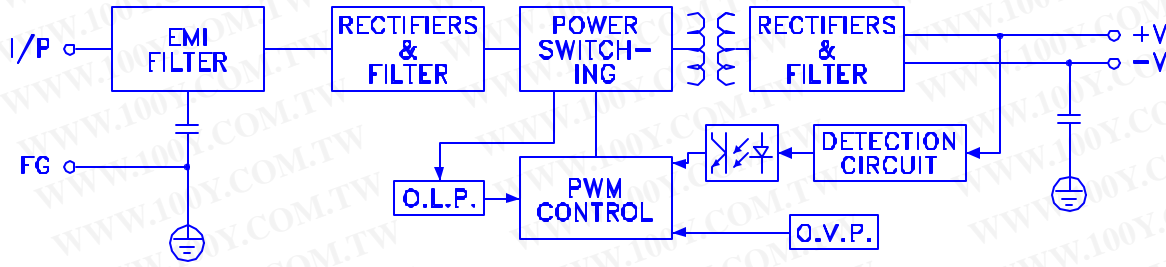 I/P
EMI
FILTER
RECTIFIERS
&
FILTER
POWER
SWITCH-
ING
RECTIFIERS
&
FILTER
+V
-V
FG
O.L.P.
PWM
CONTROL
DETECTION
CIRCUIT
O.V.P.
WWW.100Y.COM.TW